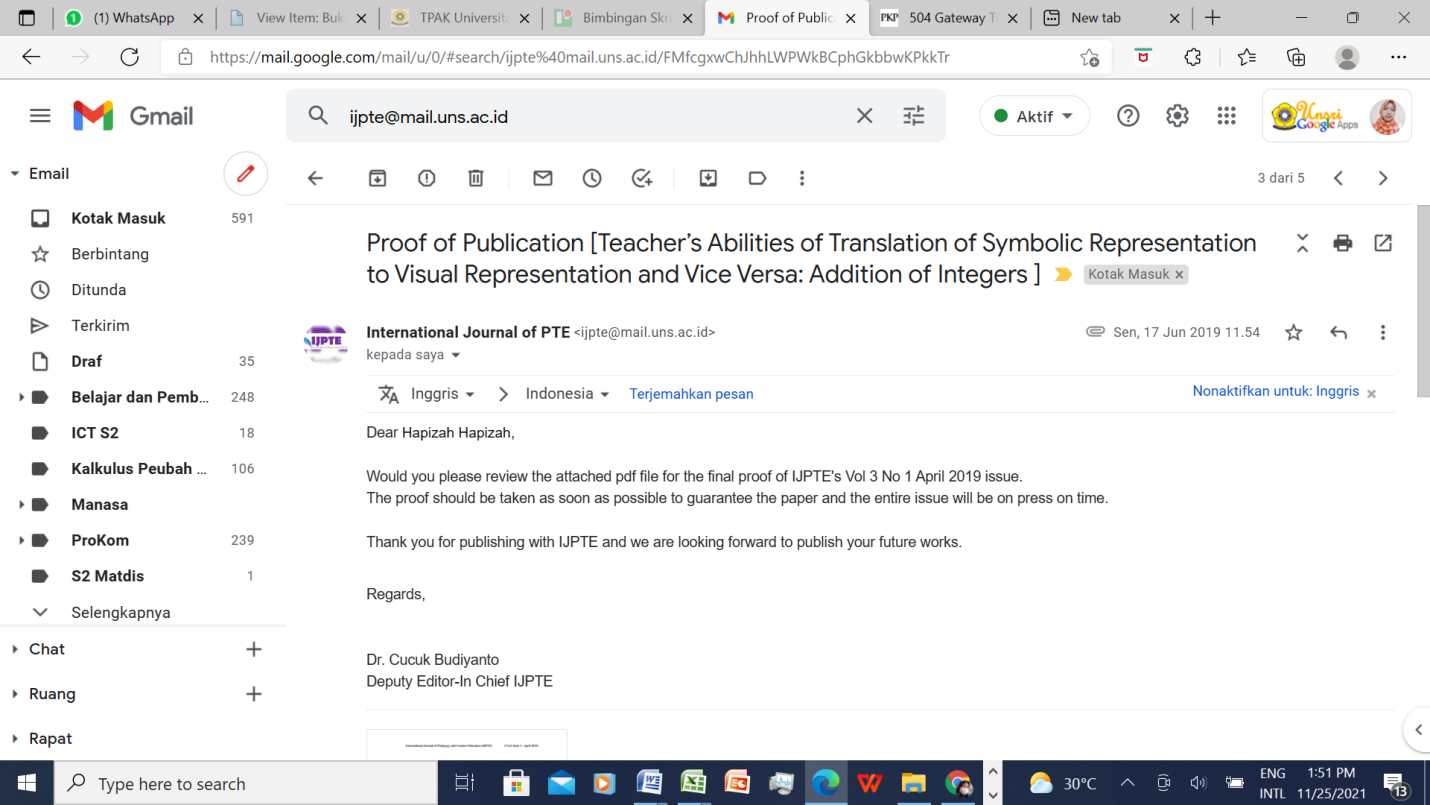 (1) WhatsApp
View Item: Buk
TPAK Universita
Bimbingan Skri
Proof of Public
PKP 504 Gateway Ti
New tab
https://mail.google.com/mail/u/0/#search/ijpte%40mail.uns.ac.id/FMfcgxwChJhhLWPWkBCphGkbbwKPkkTr
Gmail
ijpte@mail.uns.ac.id
Aktif
Unsri
Google Apps
Email
3 dari 5
Kotak Masuk 591
Berbintang
Ditunda
Terkirim
Draf 35
Belajar dan Pemb... 248
ICT S2 18
Kalkulus Peubah ... 106
Manasa
ProKom 239
S2 Matdis 1
Selengkapnya
Chat
Ruang
Rapat
Proof of Publication [Teacher’s Abilities of Translation of Symbolic Representation
to Visual Representation and Vice Versa: Addition of Integers ] Kotak Masuk ×
IJPTE
International Journal of PTE <ijpte@mail.uns.ac.id> Sen, 17 Jun 2019 11.54
kepada saya
Inggris > Indonesia Terjemahkan pesan Nonaktifkan untuk: Inggris ×
Dear Hapizah Hapizah,
Would you please review the attached pdf file for the final proof of IJPTE's Vol 3 No 1 April 2019 issue.
The proof should be taken as soon as possible to guarantee the paper and the entire issue will be on press on time.
Thank you for publishing with IJPTE and we are looking forward to publish your future works.
Regards,
Dr. Cucuk Budiyanto
Deputy Editor-In Chief IJPTE
Type here to search
30°C
ENG
INTL
1:51 PM
11/25/2021
13